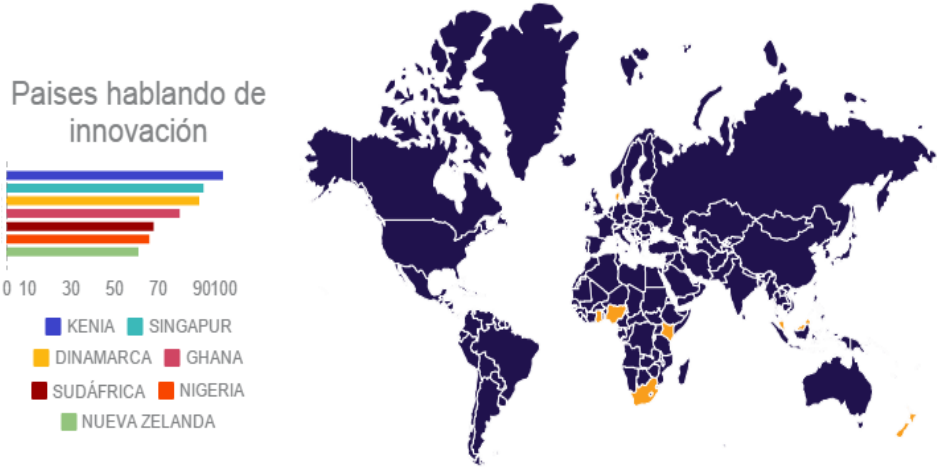 Paises hablando de
innovación
0 10 30 50 70 90100
KENIA SINGAPUR
DINAMARCA GHANA
SUDÁFRICA NIGERIA
NUEVA ZELANDA